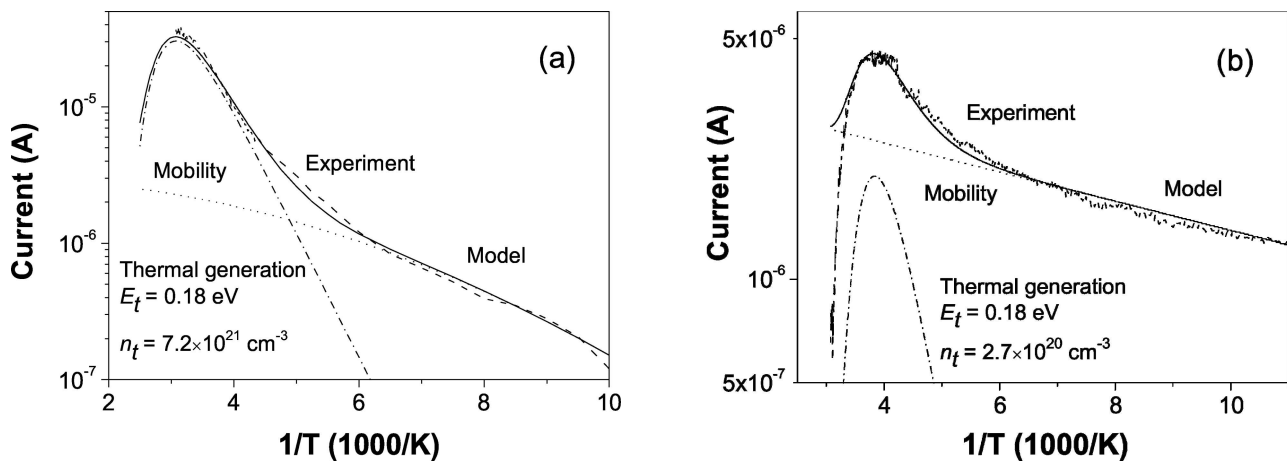 (a)
10^-5
10^-6
10^-7
Current (A)
Mobility
Experiment
Model
Thermal generation
E_t = 0.18 eV
n_t = 7.2×10^21 cm^-3
2 4 6 8 10
1/T (1000/K)
(b)
5x10^-6
10^-6
5x10^-7
Current (A)
Experiment
Mobility
Model
Thermal generation
E_t = 0.18 eV
n_t = 2.7×10^20 cm^-3
4 6 8 10
1/T (1000/K)